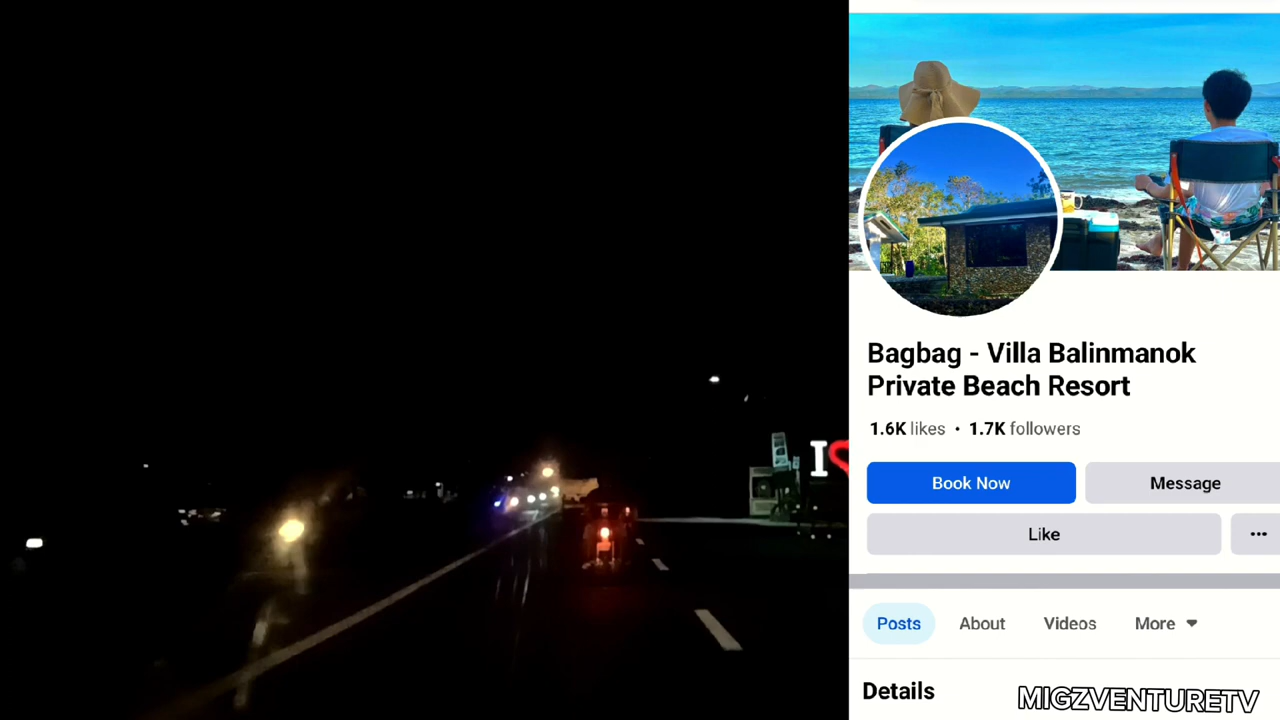 I
Bagbag - Villa Balinmanok
Private Beach Resort
1.6K likes • 1.7K followers
Book Now
Message
Like
Posts
About
Videos
More
Details
MIGZVENTURETV